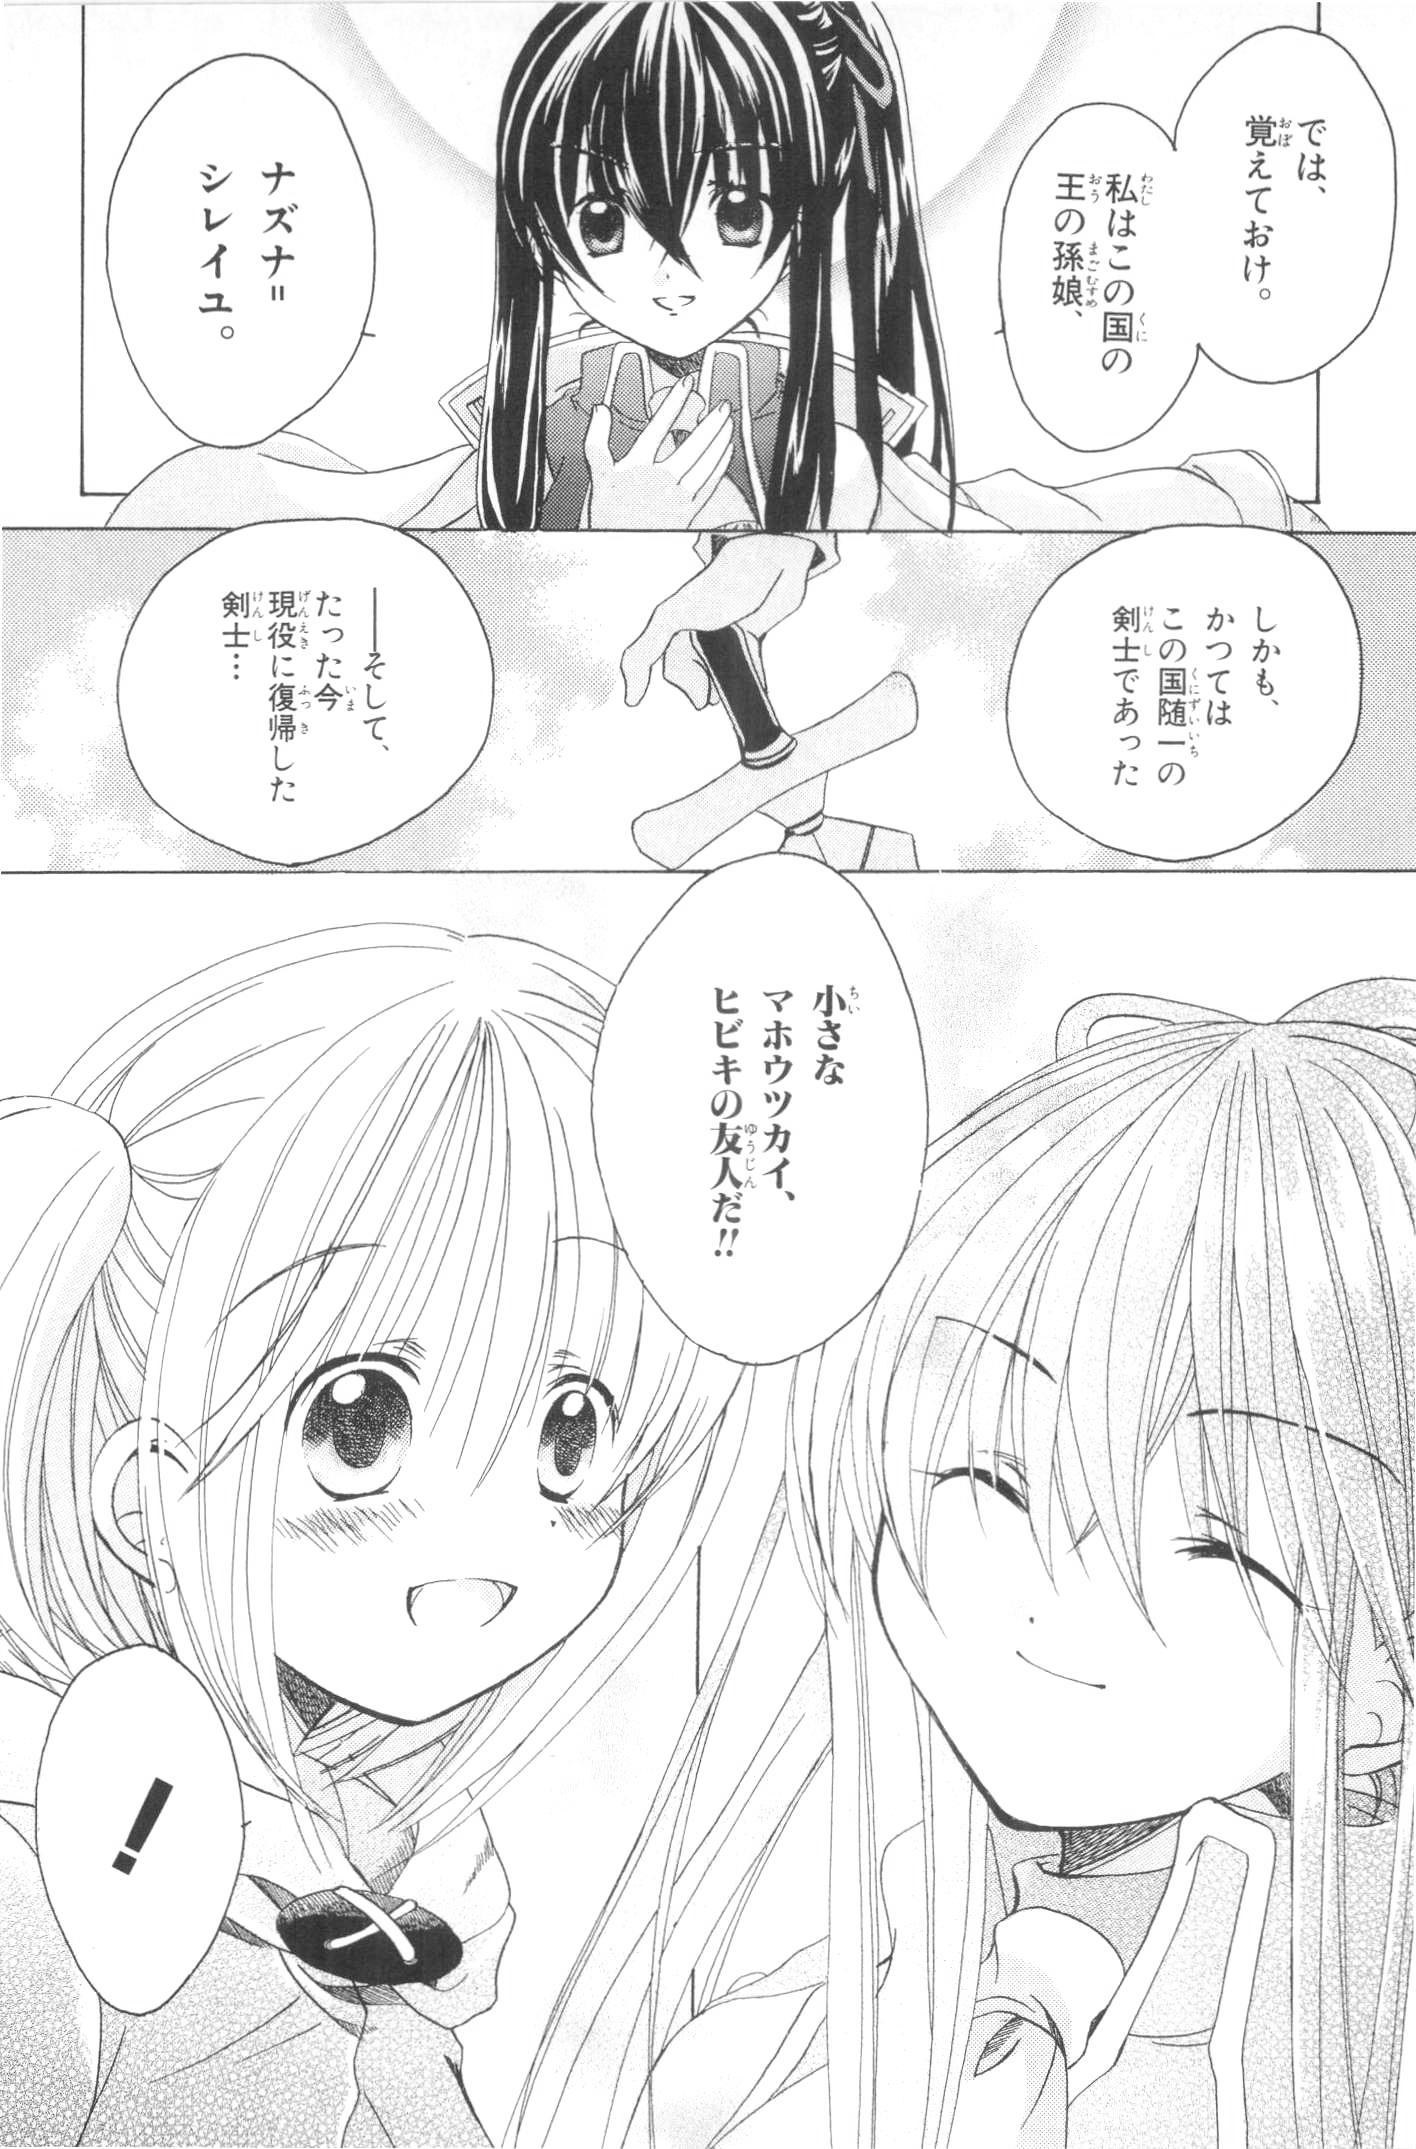 では、
覚えておけ。
私はこの国の
王の孫娘、
ナズナ＝
シレイユ。
しかも、
かつては
この国随一の
剣士であった
――そして、
たった今
現役に復帰した
剣士…
小さな
マホウツカイ、
ヒビキの友人だ!!
!